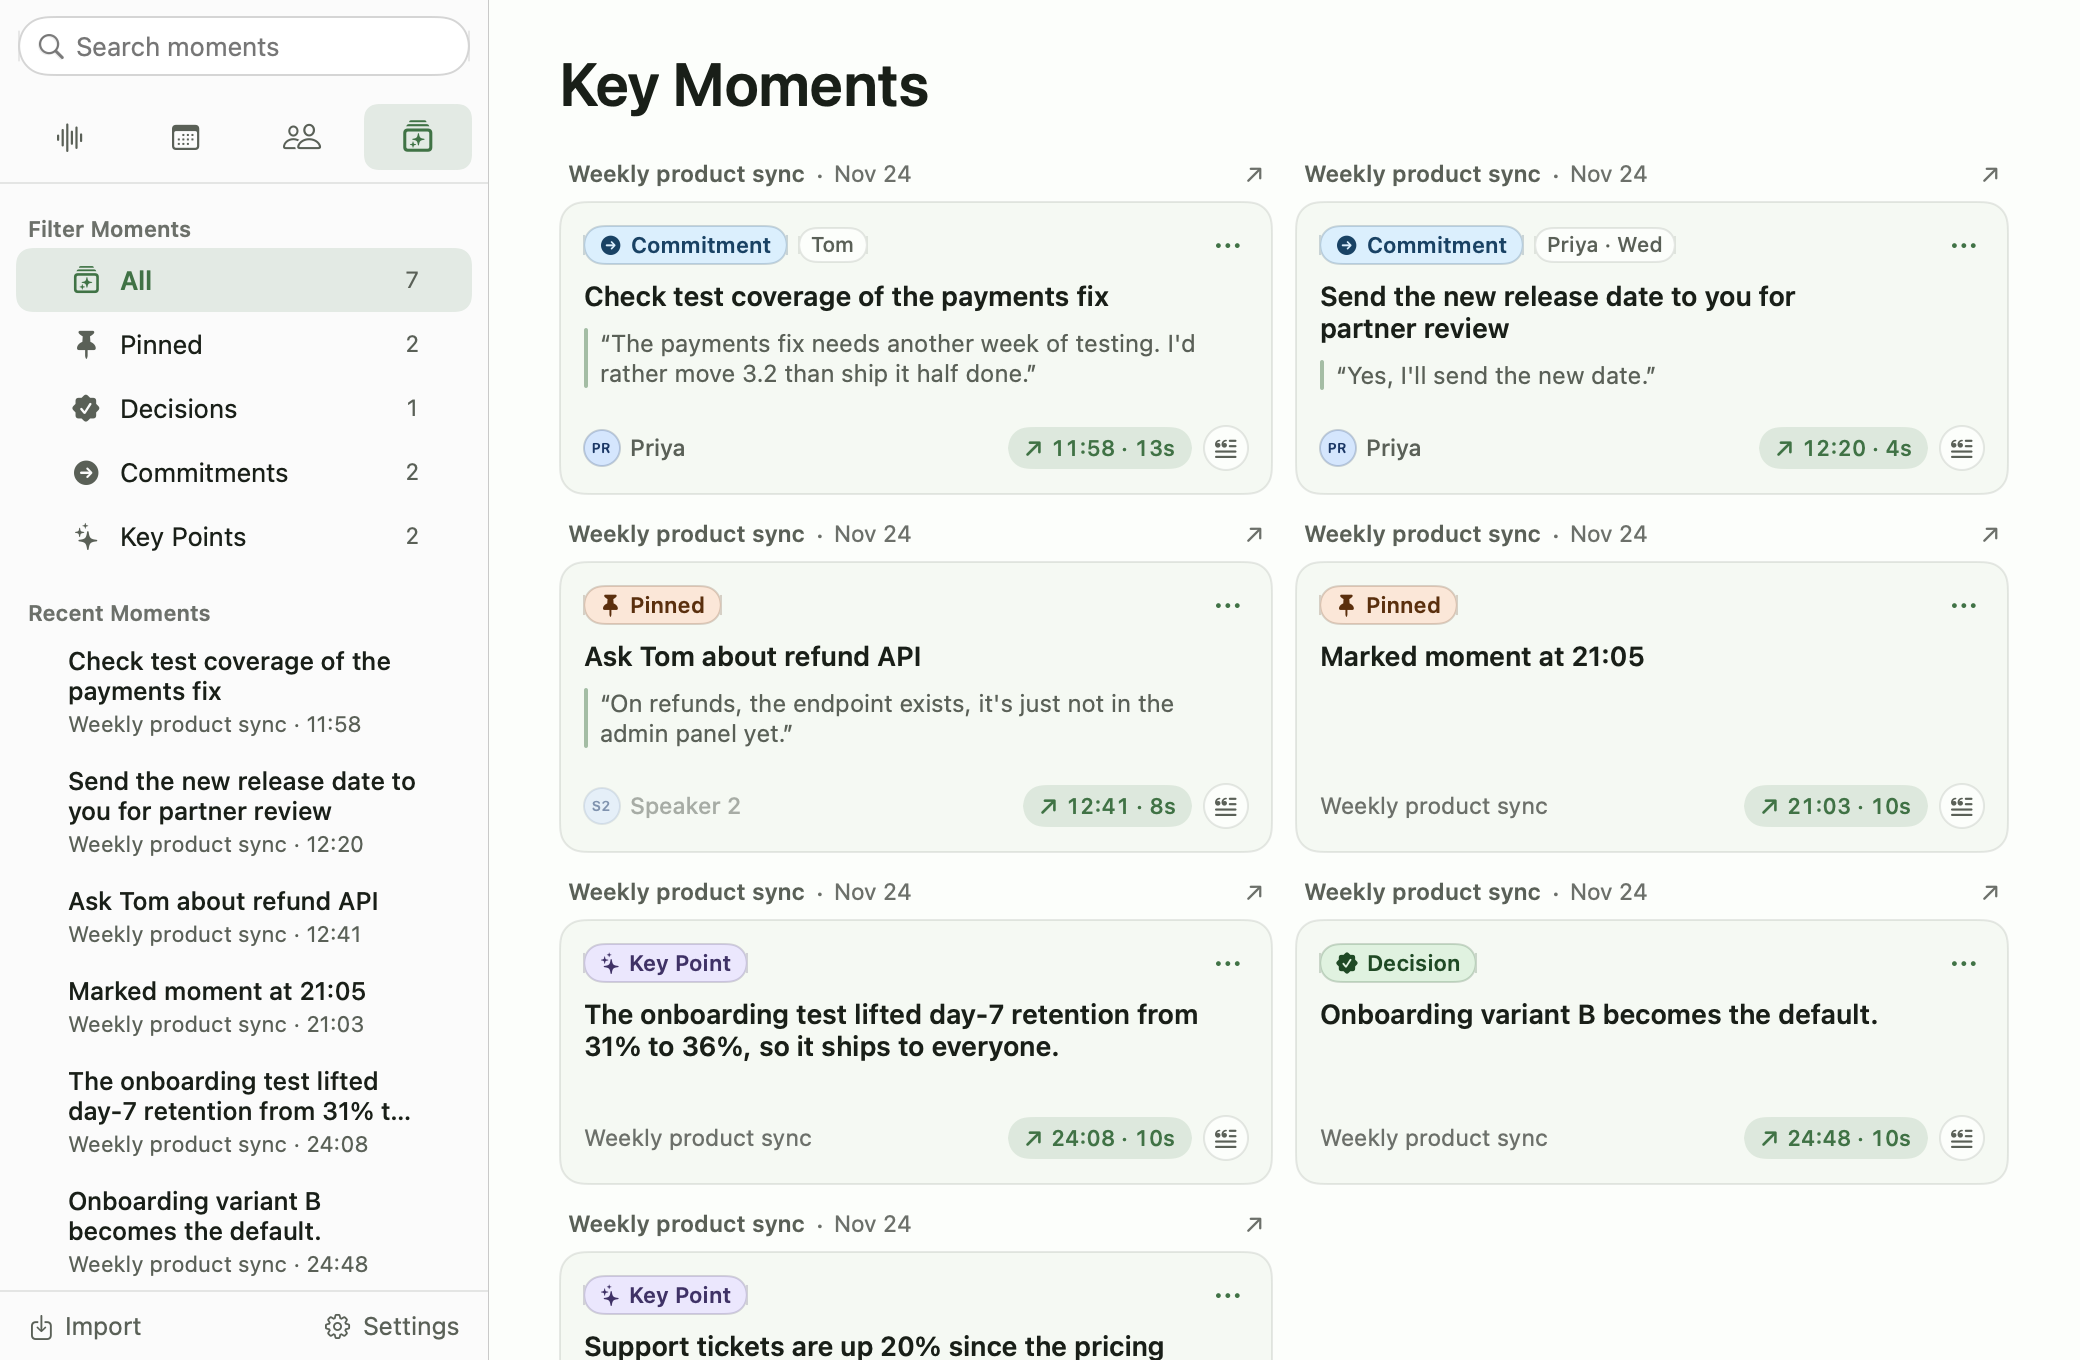 Search moments
Filter Moments
All 7
Pinned 2
Decisions 1
Commitments 2
Key Points 2
Recent Moments
Check test coverage of the
payments fix
Weekly product sync · 11:58
Send the new release date to
you for partner review
Weekly product sync · 12:20
Ask Tom about refund API
Weekly product sync · 12:41
Marked moment at 21:05
Weekly product sync · 21:03
The onboarding test lifted
day-7 retention from 31% t...
Weekly product sync · 24:08
Onboarding variant B
becomes the default.
Weekly product sync · 24:48
Import
Settings
Key Moments
Weekly product sync · Nov 24
Commitment Tom
Check test coverage of the payments fix
“The payments fix needs another week of testing. I'd
rather move 3.2 than ship it half done.”
PR Priya 11:58 · 13s
Weekly product sync · Nov 24
Commitment Priya · Wed
Send the new release date to you for
partner review
“Yes, I'll send the new date.”
PR Priya 12:20 · 4s
Weekly product sync · Nov 24
Pinned
Ask Tom about refund API
“On refunds, the endpoint exists, it's just not in the
admin panel yet.”
S2 Speaker 2 12:41 · 8s
Weekly product sync · Nov 24
Pinned
Marked moment at 21:05
Weekly product sync 21:03 · 10s
Weekly product sync · Nov 24
Key Point
The onboarding test lifted day-7 retention from
31% to 36%, so it ships to everyone.
Weekly product sync 24:08 · 10s
Weekly product sync · Nov 24
Decision
Onboarding variant B becomes the default.
Weekly product sync 24:48 · 10s
Weekly product sync · Nov 24
Key Point
Support tickets are up 20% since the pricing